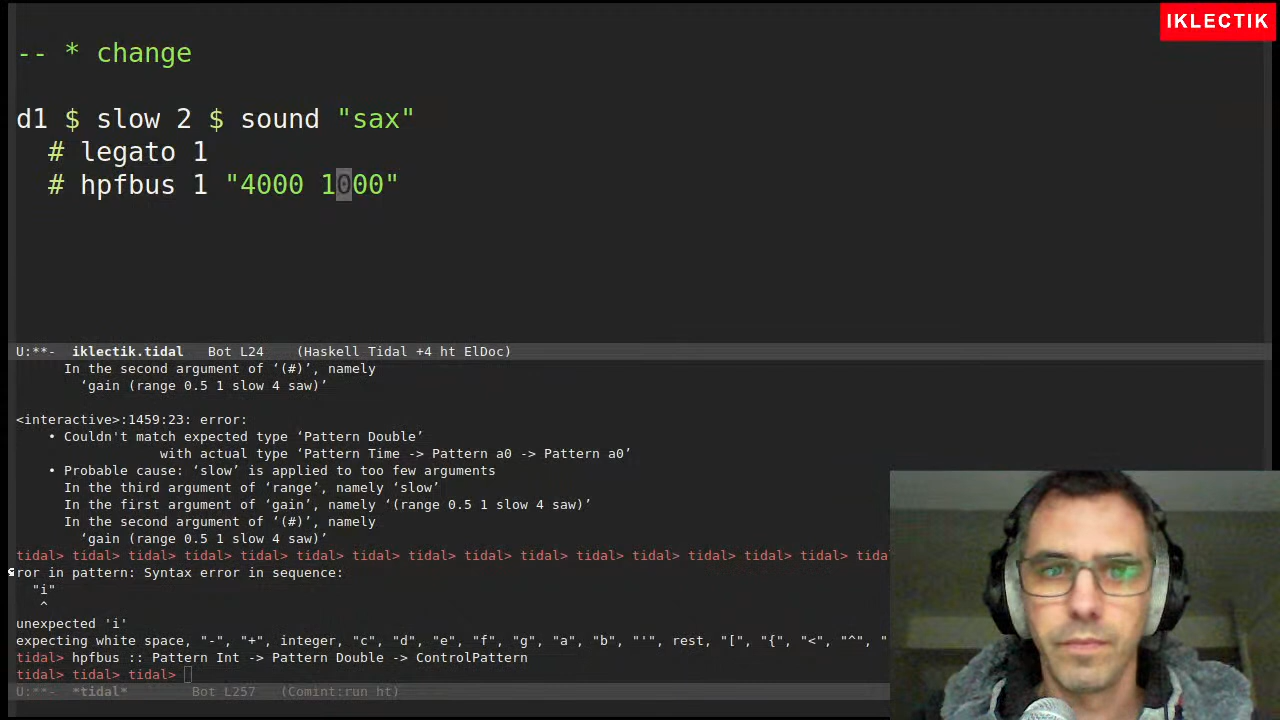 IKLECTIK
-- * change
d1 $ slow 2 $ sound "sax"
# legato 1
# hpfbus 1 "4000 1000"
U:**-  iklectik.tidal   Bot L24    (Haskell Tidal +4 ht ElDoc)
In the second argument of ‘(#)’, namely
‘gain (range 0.5 1 slow 4 saw)’
<interactive>:1459:23: error:
• Couldn't match expected type ‘Pattern Double’
with actual type ‘Pattern Time -> Pattern a0 -> Pattern a0’
• Probable cause: ‘slow’ is applied to too few arguments
In the third argument of ‘range’, namely ‘slow’
In the first argument of ‘gain’, namely ‘(range 0.5 1 slow 4 saw)’
In the second argument of ‘(#)’, namely
‘gain (range 0.5 1 slow 4 saw)’
tidal> tidal> tidal> tidal> tidal> tidal> tidal> tidal> tidal> tidal> tidal> tidal> tidal> tidal> tidal> tida
ror in pattern: Syntax error in sequence:
"i"
^
unexpected 'i'
expecting white space, "-", "+", integer, "c", "d", "e", "f", "g", "a", "b", "'", rest, "[", "{", "<", "^", "
tidal> hpfbus :: Pattern Int -> Pattern Double -> ControlPattern
tidal> tidal> tidal>
U:**-  *tidal*        Bot L257   (Comint:run ht)